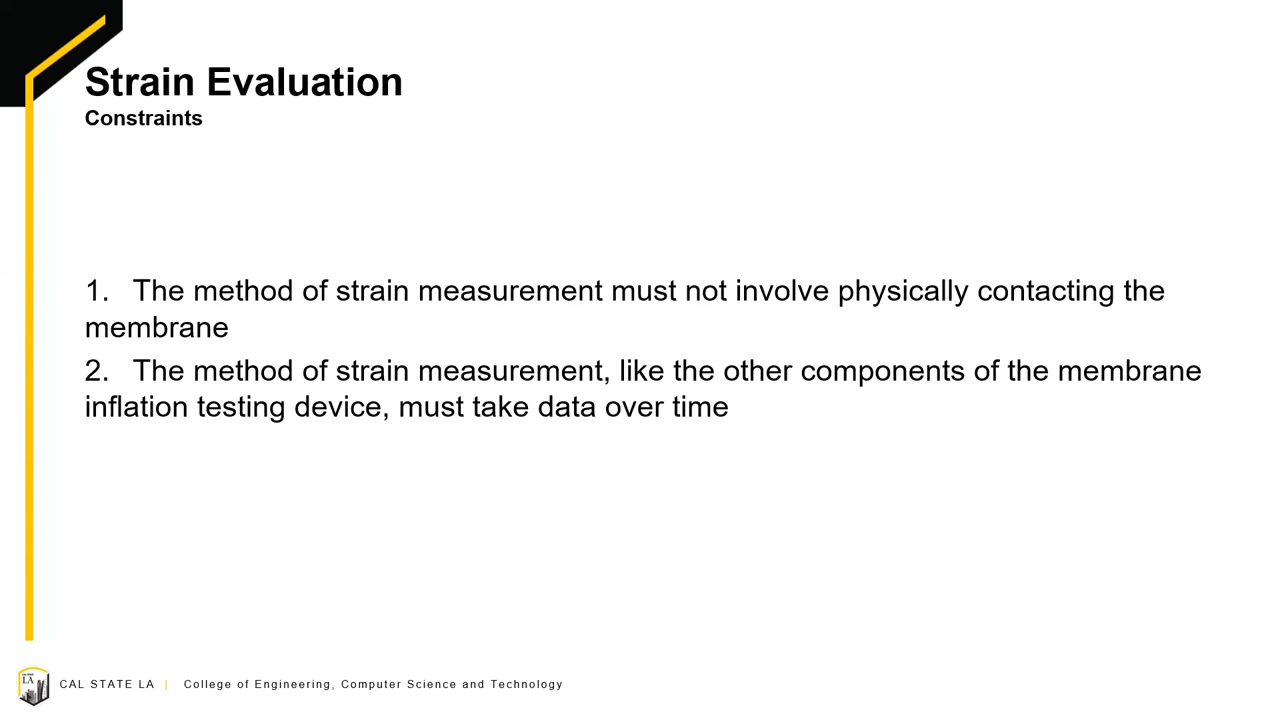 Strain Evaluation
Constraints
1. The method of strain measurement must not involve physically contacting the
membrane
2. The method of strain measurement, like the other components of the membrane
inflation testing device, must take data over time
LA
CAL STATE LA | College of Engineering, Computer Science and Technology